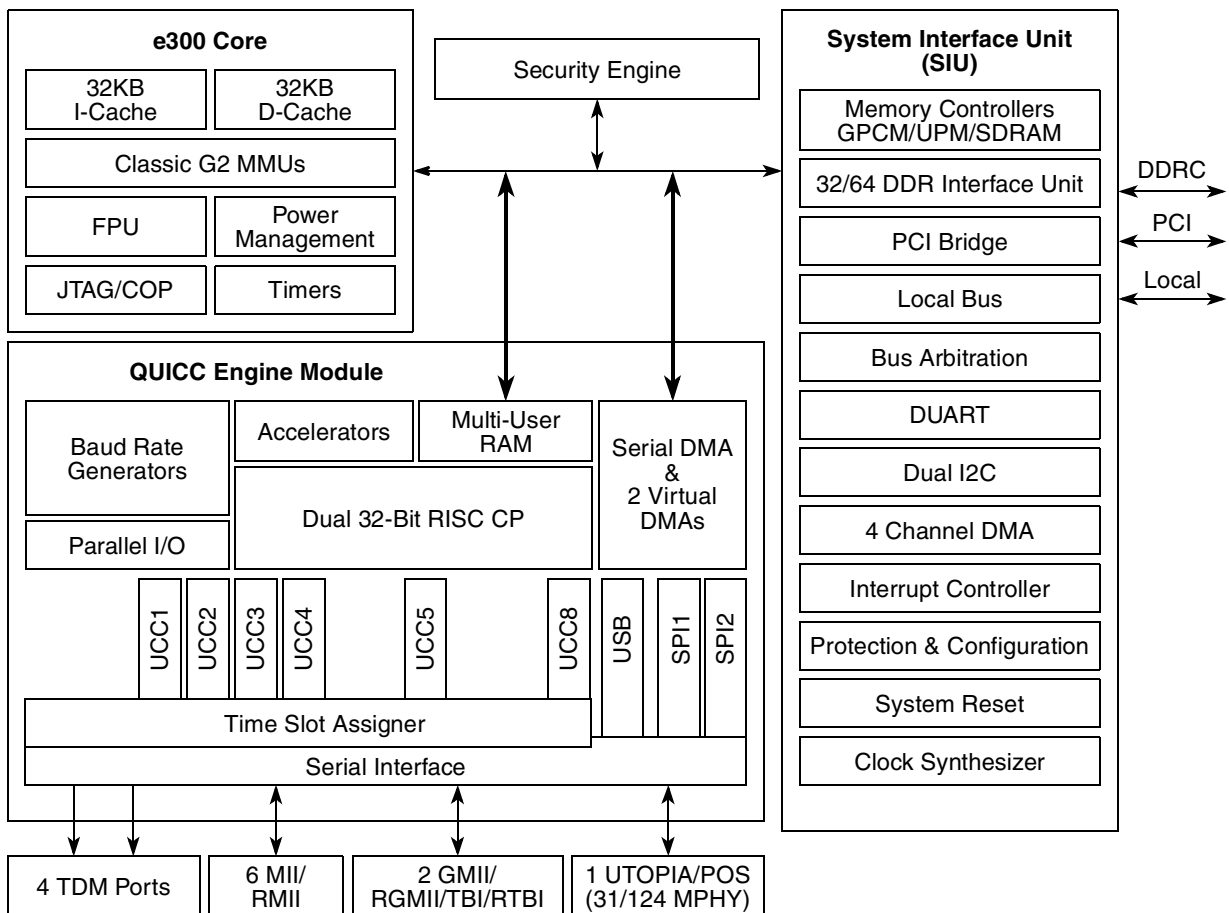 e300 Core
32KB
I-Cache
32KB
D-Cache
Classic G2 MMUs
FPU
Power
Management
JTAG/COP
Timers
Security Engine
System Interface Unit
(SIU)
Memory Controllers
GPCM/UPM/SDRAM
32/64 DDR Interface Unit
PCI Bridge
Local Bus
Bus Arbitration
DUART
Dual I2C
4 Channel DMA
Interrupt Controller
Protection & Configuration
System Reset
Clock Synthesizer
DDRC
PCI
Local
QUICC Engine Module
Baud Rate
Generators
Parallel I/O
Accelerators
Multi-User
RAM
Dual 32-Bit RISC CP
Serial DMA
&
2 Virtual
DMAs
UCC1
UCC2
UCC3
UCC4
UCC5
UCC8
USB
SPI1
SPI2
Time Slot Assigner
Serial Interface
4 TDM Ports
6 MII/
RMII
2 GMII/
RGMII/TBI/RTBI
1 UTOPIA/POS
(31/124 MPHY)